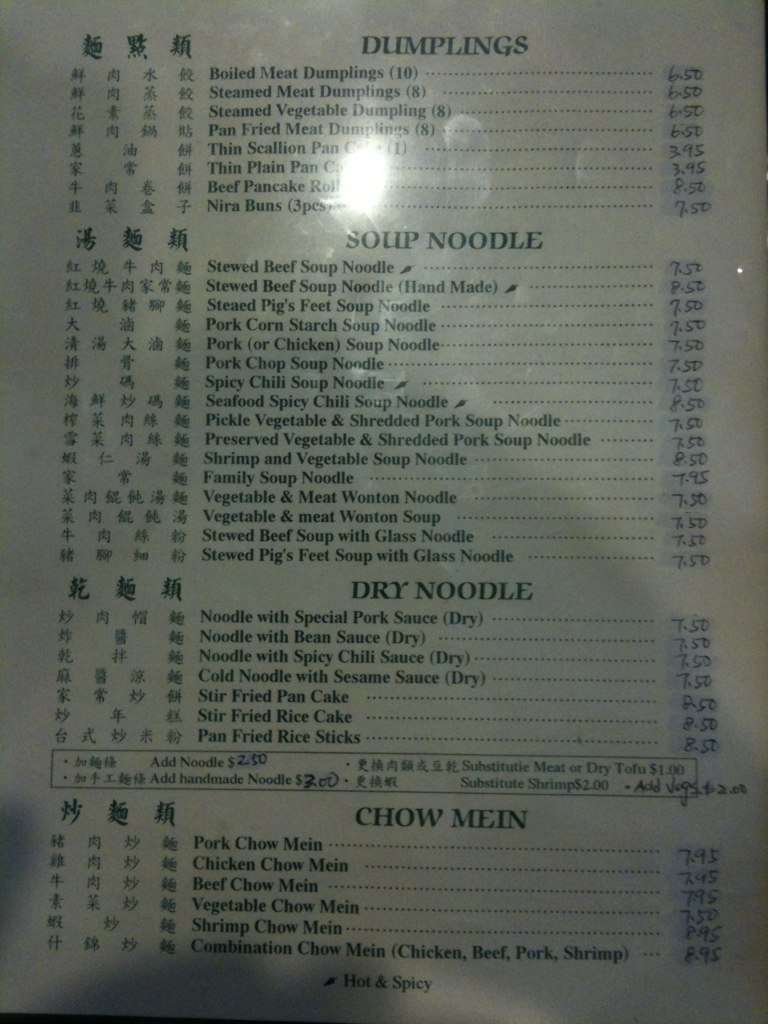 麵點類 DUMPLINGS
鮮肉水餃 Boiled Meat Dumplings (10) 6.50
鮮肉蒸餃 Steamed Meat Dumplings (8) 6.50
花素蒸餃 Steamed Vegetable Dumpling (8) 6.50
鮮肉鍋貼 Pan Fried Meat Dumplings (8) 6.50
蔥油餅 Thin Scallion Pan (1) 3.95
家常餅 Thin Plain Pan 3.95
牛肉卷餅 Beef Pancake Roll 8.50
韭菜盒子 Nira Buns (3pcs) 7.50
湯麵類 SOUP NOODLE
紅燒牛肉麵 Stewed Beef Soup Noodle 7.50
紅燒牛肉家常麵 Stewed Beef Soup Noodle (Hand Made) 8.50
紅燒豬腳麵 Steaed Pig's Feet Soup Noodle 7.50
大滷麵 Pork Corn Starch Soup Noodle 7.50
清湯大滷麵 Pork (or Chicken) Soup Noodle 7.50
排骨麵 Pork Chop Soup Noodle 7.50
炒碼麵 Spicy Chili Soup Noodle 7.50
海鮮炒碼麵 Seafood Spicy Chili Soup Noodle 8.50
榨菜肉絲麵 Pickle Vegetable & Shredded Pork Soup Noodle 7.50
雪菜肉絲麵 Preserved Vegetable & Shredded Pork Soup Noodle 7.50
蝦仁湯麵 Shrimp and Vegetable Soup Noodle 8.50
家常麵 Family Soup Noodle 7.95
菜肉餛飩湯麵 Vegetable & Meat Wonton Noodle 7.50
菜肉餛飩湯 Vegetable & meat Wonton Soup 7.50
牛肉絲粉 Stewed Beef Soup with Glass Noodle 7.50
豬腳細粉 Stewed Pig's Feet Soup with Glass Noodle 7.50
乾麵類 DRY NOODLE
炒肉帽麵 Noodle with Special Pork Sauce (Dry) 7.50
炸醬麵 Noodle with Bean Sauce (Dry) 7.50
乾拌麵 Noodle with Spicy Chili Sauce (Dry) 7.50
麻醬涼麵 Cold Noodle with Sesame Sauce (Dry) 7.50
家常炒餅 Stir Fried Pan Cake 8.50
炒年糕 Stir Fried Rice Cake 8.50
台式炒米粉 Pan Fried Rice Sticks 8.50
・加麵條 Add Noodle $2.50 ・更換肉類或豆乾 Substitutie Meat or Dry Tofu $1.00
・加手工麵條 Add handmade Noodle $3.00 ・更換蝦 Substitute Shrimp$2.00 ・Add Vegs $2.00
炒麵類 CHOW MEIN
豬肉炒麵 Pork Chow Mein 7.95
雞肉炒麵 Chicken Chow Mein 7.95
牛肉炒麵 Beef Chow Mein 7.95
素菜炒麵 Vegetable Chow Mein 7.50
蝦炒麵 Shrimp Chow Mein 8.95
什錦炒麵 Combination Chow Mein (Chicken, Beef, Pork, Shrimp) 8.95
Hot & Spicy